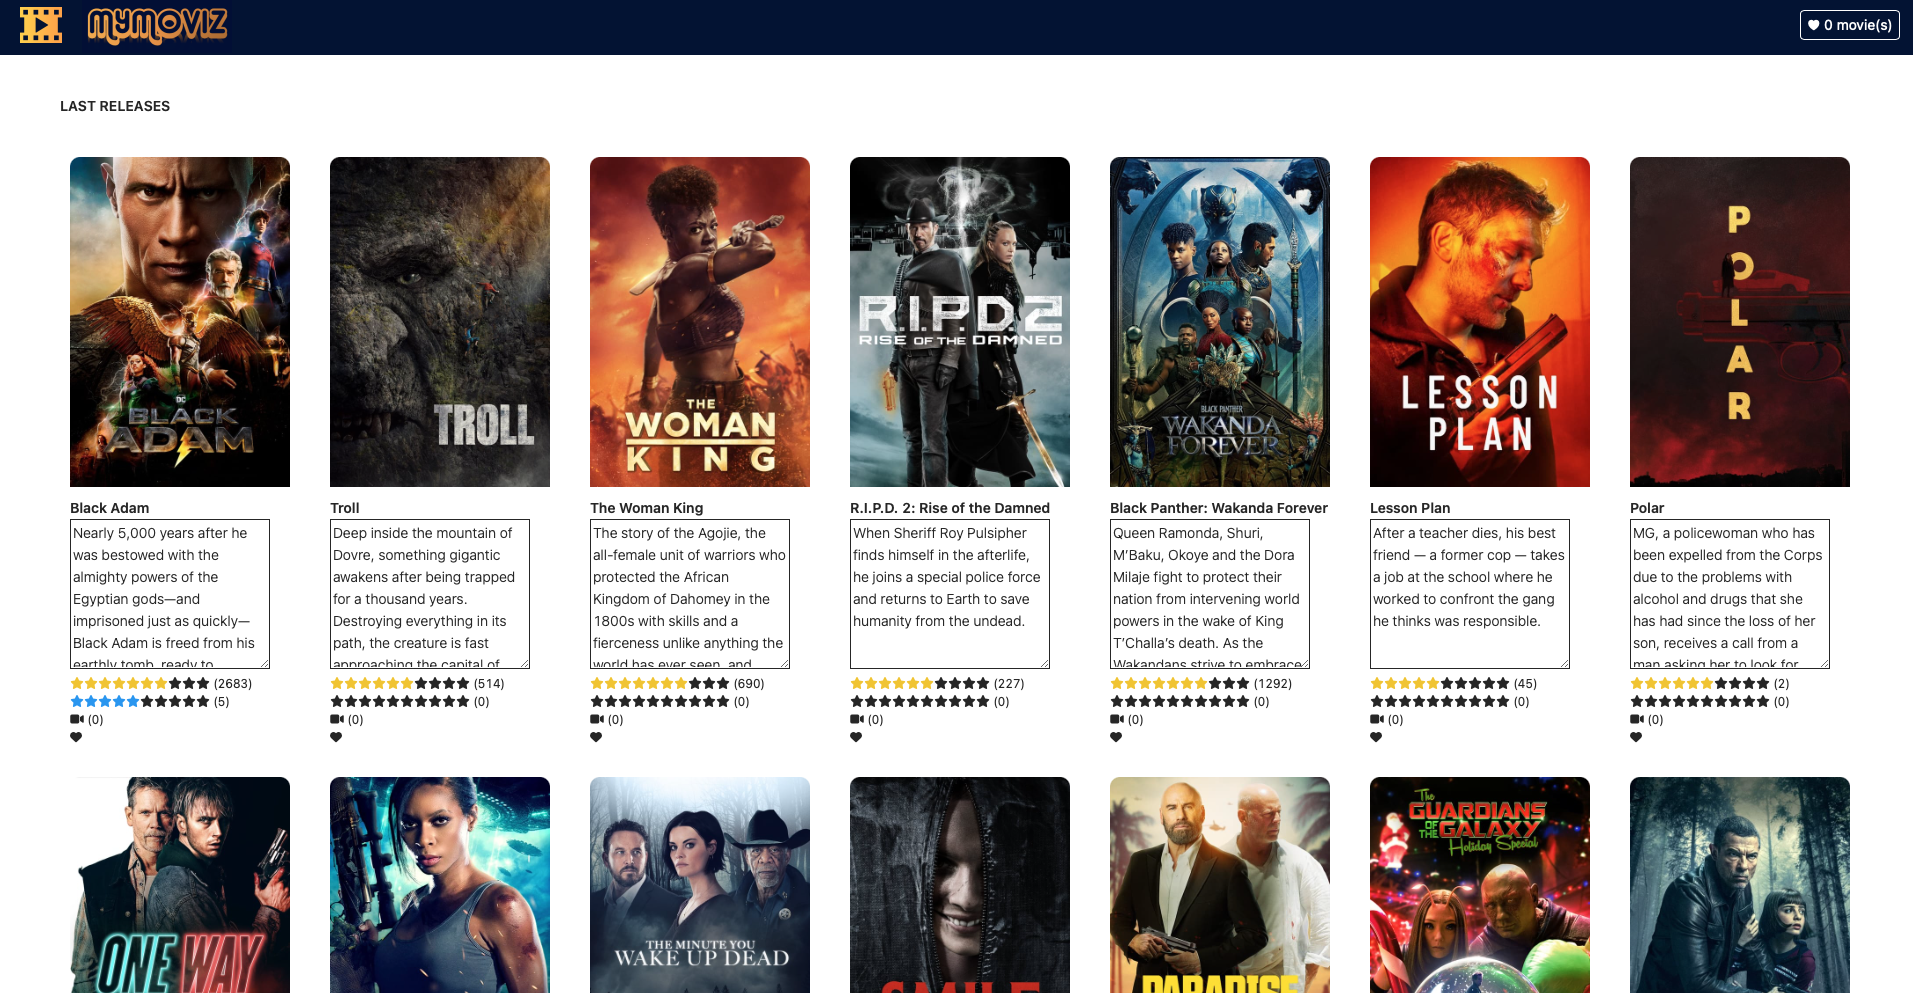 mymoviz
0 movie(s)
LAST RELEASES
DC
BLACK
ADAM
TROLL
THE
WOMAN
KING
R.I.P.D.2
RISE OF THE DAMNED
BLACK PANTHER
WAKANDA
FOREVER
LESSON
PLAN
POLAR
Black Adam
Nearly 5,000 years after he
was bestowed with the
almighty powers of the
Egyptian gods—and
imprisoned just as quickly—
Black Adam is freed from his
earthly tomb, ready to
(2683)
(5)
(0)
Troll
Deep inside the mountain of
Dovre, something gigantic
awakens after being trapped
for a thousand years.
Destroying everything in its
path, the creature is fast
approaching the capital of
(514)
(0)
(0)
The Woman King
The story of the Agojie, the
all-female unit of warriors who
protected the African
Kingdom of Dahomey in the
1800s with skills and a
fierceness unlike anything the
world has ever seen, and
(690)
(0)
(0)
R.I.P.D. 2: Rise of the Damned
When Sheriff Roy Pulsipher
finds himself in the afterlife,
he joins a special police force
and returns to Earth to save
humanity from the undead.
(227)
(0)
(0)
Black Panther: Wakanda Forever
Queen Ramonda, Shuri,
M’Baku, Okoye and the Dora
Milaje fight to protect their
nation from intervening world
powers in the wake of King
T’Challa’s death. As the
Wakandans strive to embrace
(1292)
(0)
(0)
Lesson Plan
After a teacher dies, his best
friend — a former cop — takes
a job at the school where he
worked to confront the gang
he thinks was responsible.
(45)
(0)
(0)
Polar
MG, a policewoman who has
been expelled from the Corps
due to the problems with
alcohol and drugs that she
has had since the loss of her
son, receives a call from a
man asking her to look for
(2)
(0)
(0)
ONE WAY
THE MINUTE YOU
WAKE UP DEAD
SMILE
PARADISE
The
GUARDIANS
OF THE
GALAXY
Holiday Special